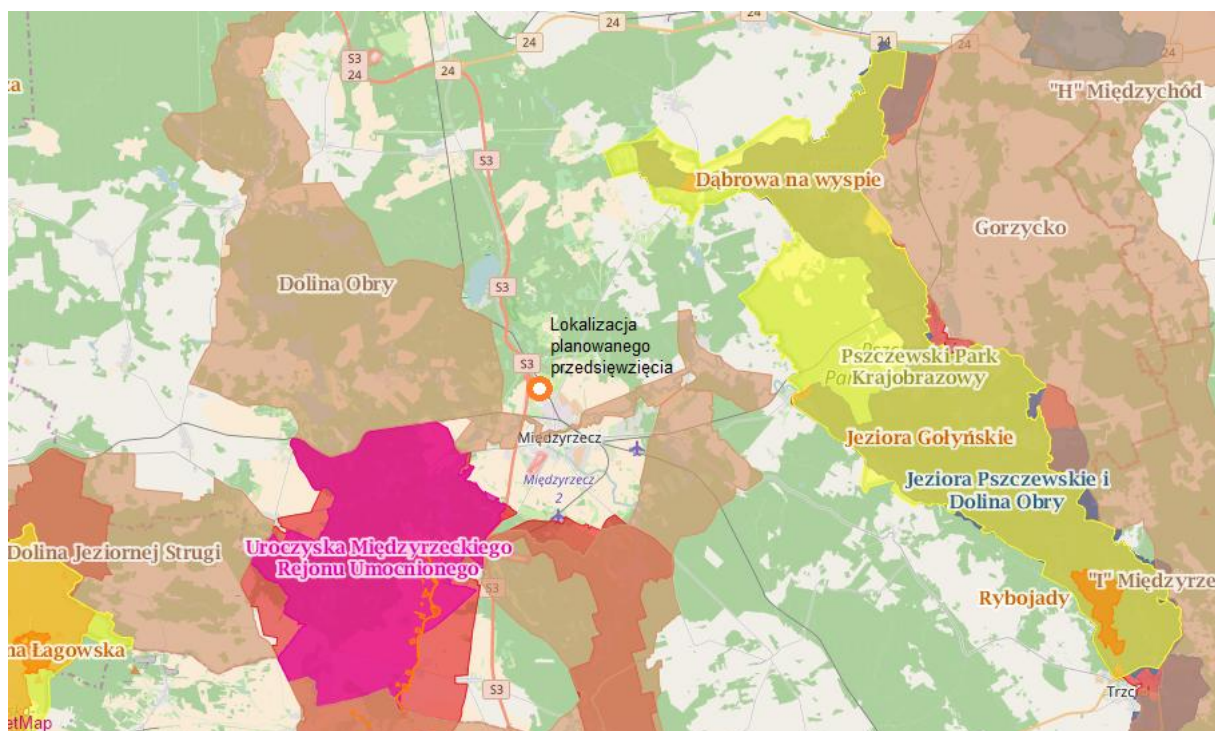 24
24
24
24
S3
24
24
za
"H" Międzychód
S3
Dąbrowa na wyspie
Gorzycko
Dolina Obry
S3
Lokalizacja
planowanego
przedsięwzięcia
S3
Pszczewski Park
Krajobrazowy
Międzyrzecz
Jeziora Gołyńskie
Międzyrzecz
2
Jeziora Pszczewskie i
Dolina Obry
Dolina Jeziornej Strugi
Uroczyska Międzyrzeckiego
Rejonu Umocnionego
S3
"I" Międzyrze
Rybojady
na Łagowska
S3
Trzc
etMap